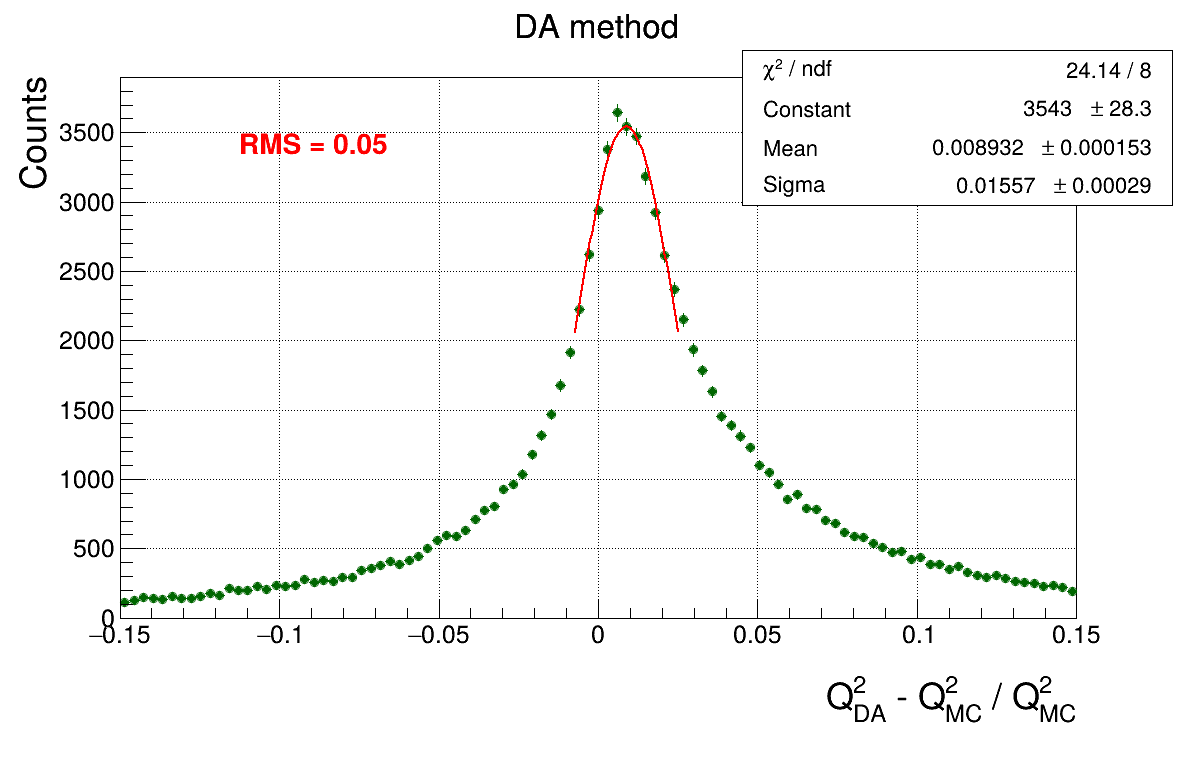 DA method
χ² / ndf 24.14 / 8
Constant 3543 ± 28.3
Mean 0.008932 ± 0.000153
Sigma 0.01557 ± 0.00029
RMS = 0.05
Counts
3500
3000
2500
2000
1500
1000
500
0
−0.15 −0.1 −0.05 0 0.05 0.1 0.15
Q²_DA - Q²_MC / Q²_MC